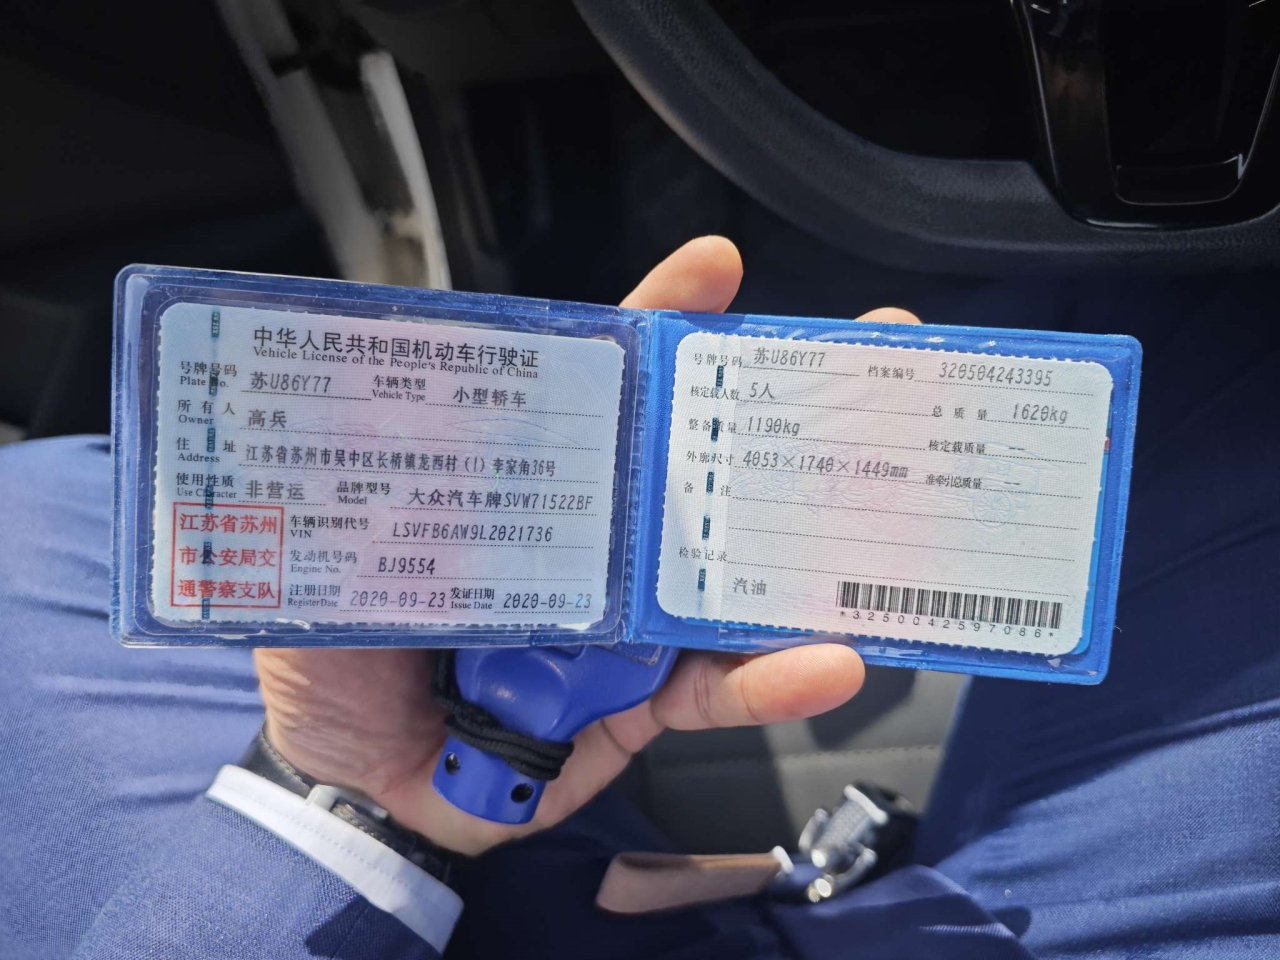 中华人民共和国机动车行驶证
Vehicle License of the People's Republic of China
号牌号码 苏U86Y77 车辆类型 小型轿车
Plate No. Vehicle Type
所有人 高兵
Owner
住址 江苏省苏州市吴中区长桥镇龙西村(1)李家角36号
Address
使用性质 非营运 品牌型号 大众汽车牌SVW71522BF
Use Character Model
江苏省苏州
市公安局交
通警察支队
车辆识别代号 LSVFB6AW9L2021736
VIN
发动机号码 BJ9554
Engine No.
注册日期 2020-09-23 发证日期 2020-09-23
Register Date Issue Date
号牌号码 苏U86Y77 档案编号 320504243395
核定载人数 5人 总质量 1620kg
整备质量 1190kg 核定载质量 --
外廓尺寸 4053×1740×1449mm 准牵引总质量 --
备注
检验记录
汽油
*3250042597086*